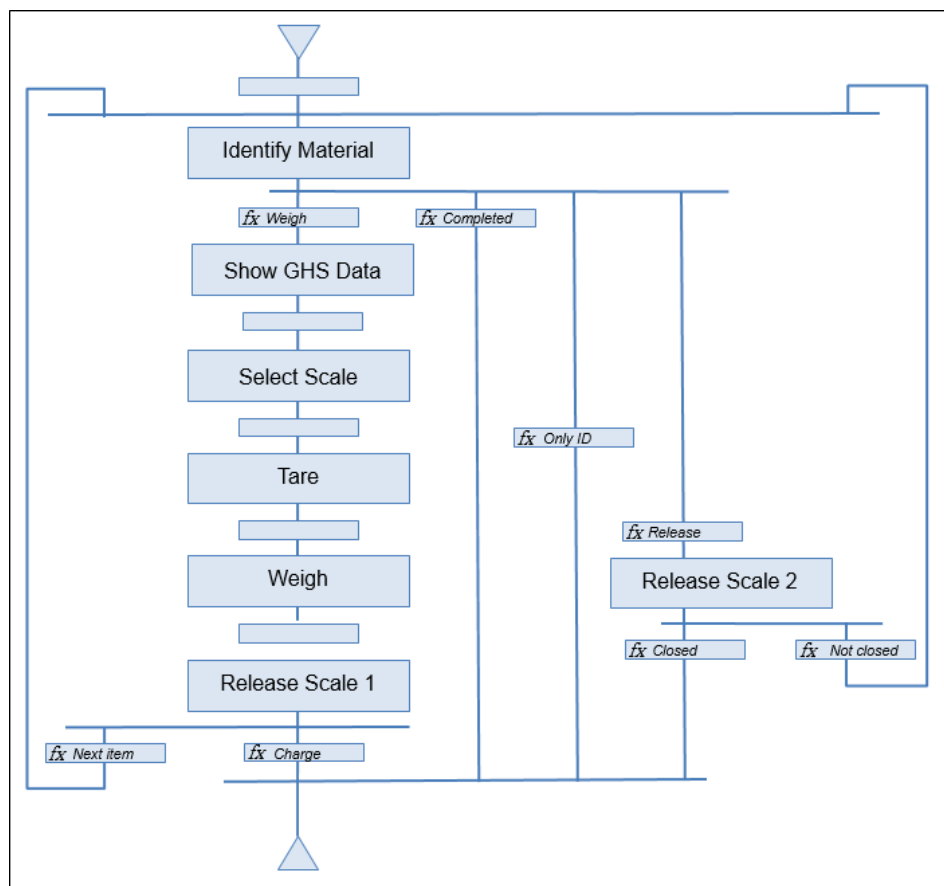 Identify Material
fx Weigh
fx Completed
Show GHS Data
Select Scale
fx Only ID
Tare
fx Release
Weigh
Release Scale 2
fx Closed
fx Not closed
Release Scale 1
fx Next item
fx Charge